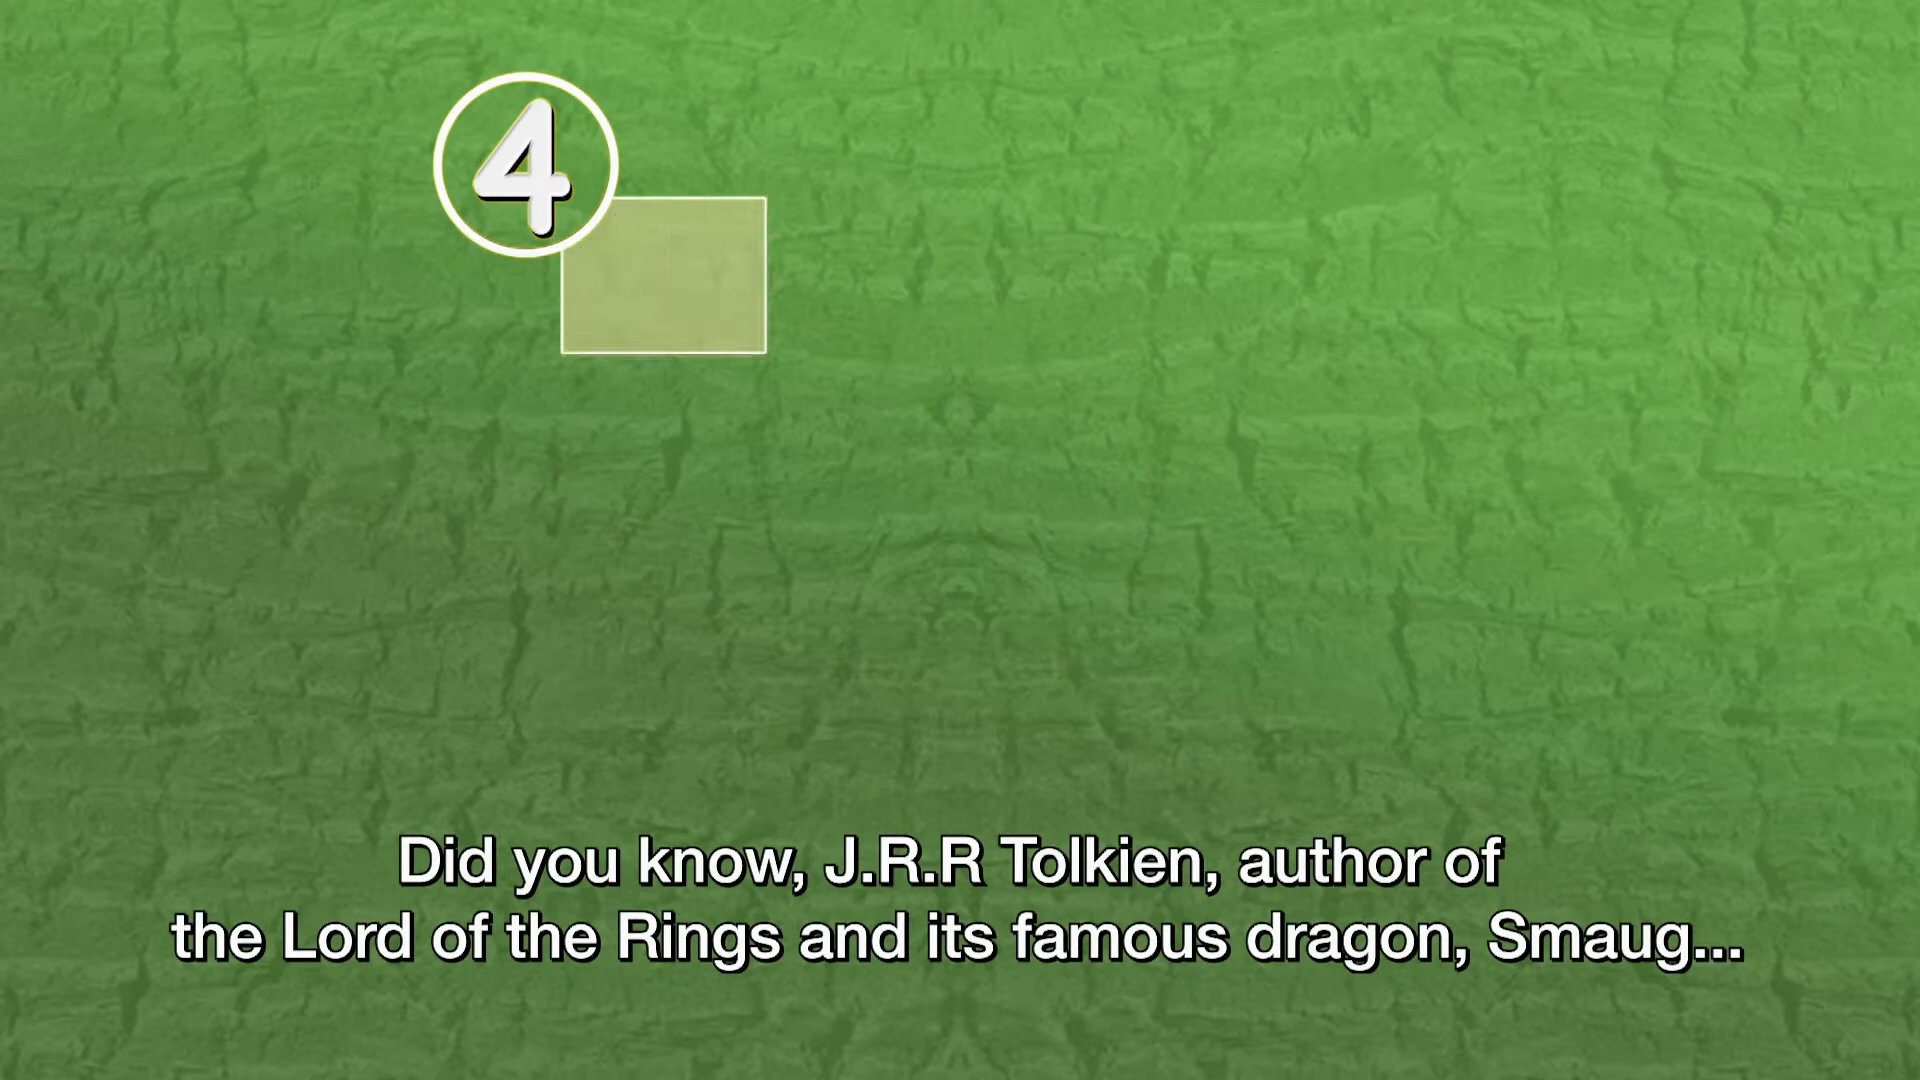 4
Did you know, J.R.R Tolkien, author of
the Lord of the Rings and its famous dragon, Smaug...